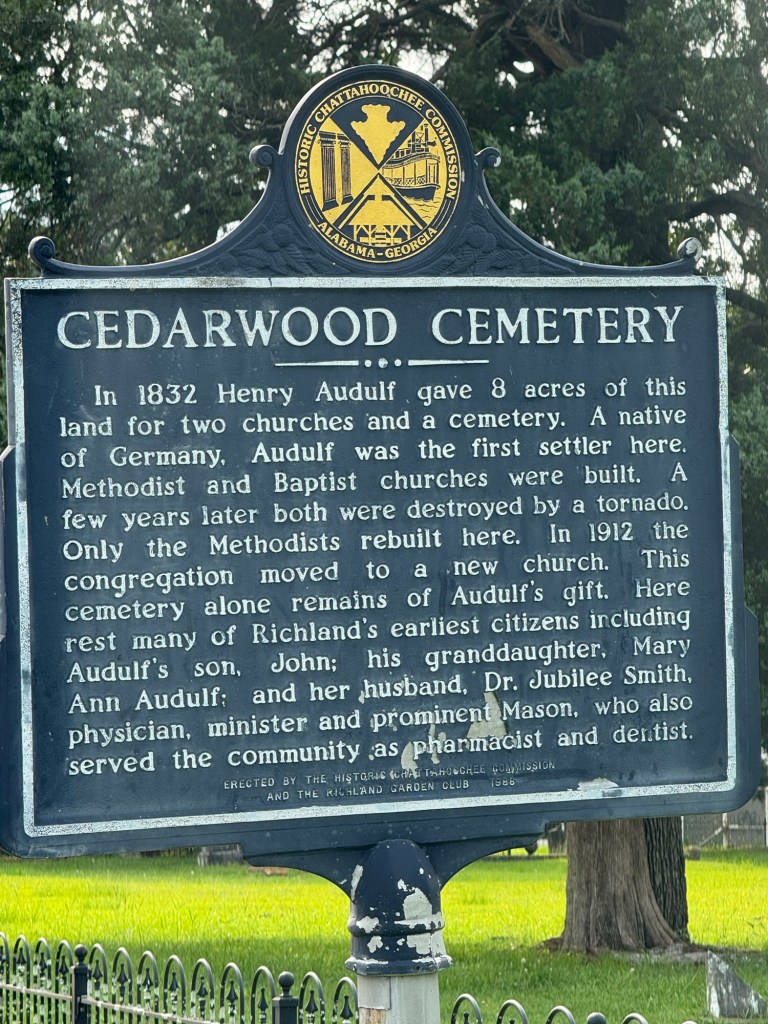 HISTORIC CHATTAHOOCHEE COMMISSION
ALABAMA-GEORGIA
CEDARWOOD CEMETERY
In 1832 Henry Audulf gave 8 acres of this
land for two churches and a cemetery. A native
of Germany, Audulf was the first settler here.
Methodist and Baptist churches were built. A
few years later both were destroyed by a tornado.
Only the Methodists rebuilt here. In 1912 the
congregation moved to a new church. This
cemetery alone remains of Audulf's gift. Here
rest many of Richland's earliest citizens including
Audulf's son, John; his granddaughter, Mary
Ann Audulf; and her husband, Dr. Jubilee Smith,
physician, minister and prominent Mason, who also
served the community as pharmacist and dentist.
ERECTED BY THE HISTORIC CHATTAHOOCHEE COMMISSION
AND THE RICHLAND GARDEN CLUB 1986